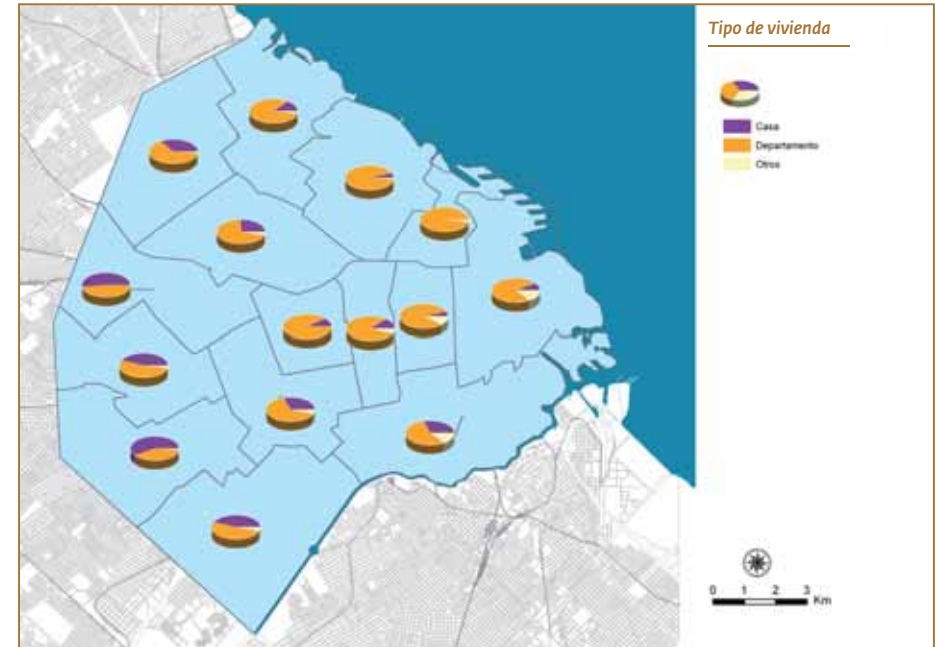 Tipo de vivienda
Casa
Departamento
Otros
0 1 2 3 Km